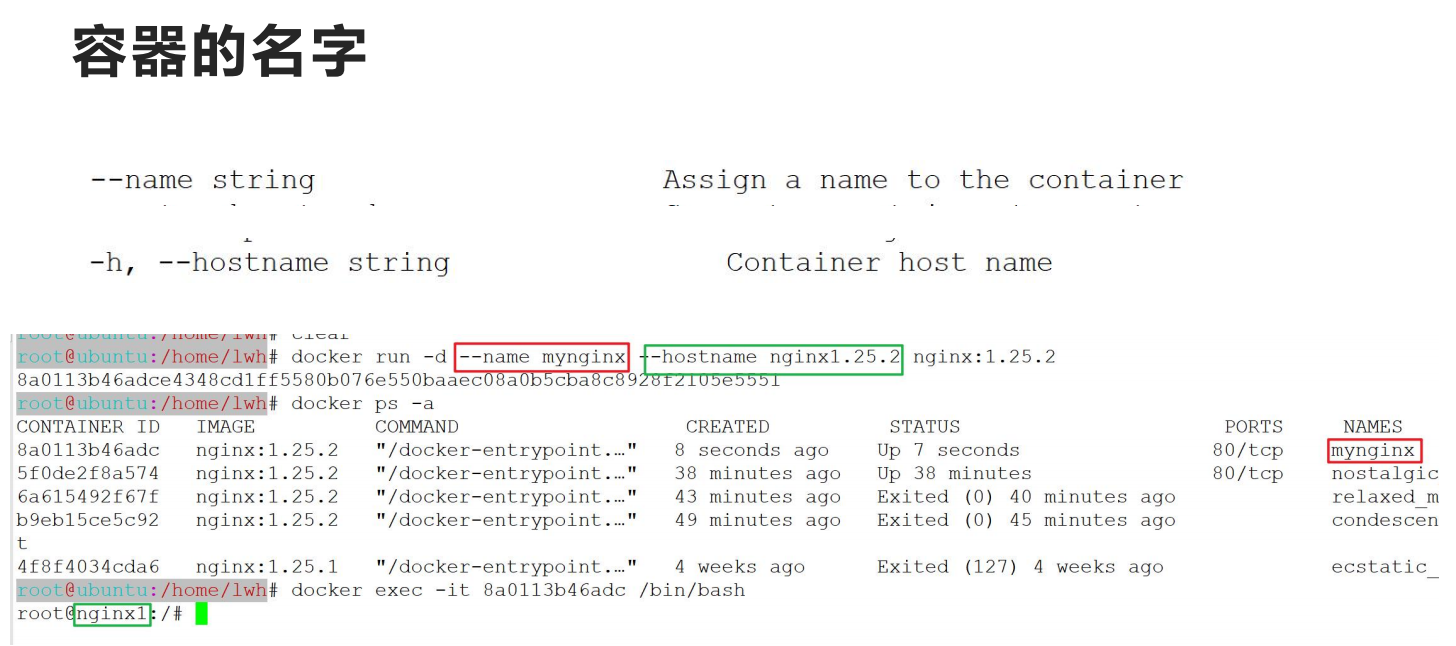 容器的名字
--name string Assign a name to the container
-h, --hostname string Container host name
root@ubuntu:/home/lwh# clear
root@ubuntu:/home/lwh# docker run -d --name mynginx --hostname nginx1.25.2 nginx:1.25.2
8a0113b46adce4348cd1ff5580b076e550baaec08a0b5cba8c8928f2105e5551
root@ubuntu:/home/lwh# docker ps -a
CONTAINER ID IMAGE COMMAND CREATED STATUS PORTS NAMES
8a0113b46adc nginx:1.25.2 "/docker-entrypoint.…" 8 seconds ago Up 7 seconds 80/tcp mynginx
5f0de2f8a574 nginx:1.25.2 "/docker-entrypoint.…" 38 minutes ago Up 38 minutes 80/tcp nostalgic
6a615492f67f nginx:1.25.2 "/docker-entrypoint.…" 43 minutes ago Exited (0) 40 minutes ago relaxed_m
b9eb15ce5c92 nginx:1.25.2 "/docker-entrypoint.…" 49 minutes ago Exited (0) 45 minutes ago condescen
t
4f8f4034cda6 nginx:1.25.1 "/docker-entrypoint.…" 4 weeks ago Exited (127) 4 weeks ago ecstatic_
root@ubuntu:/home/lwh# docker exec -it 8a0113b46adc /bin/bash
root@nginx1:/#